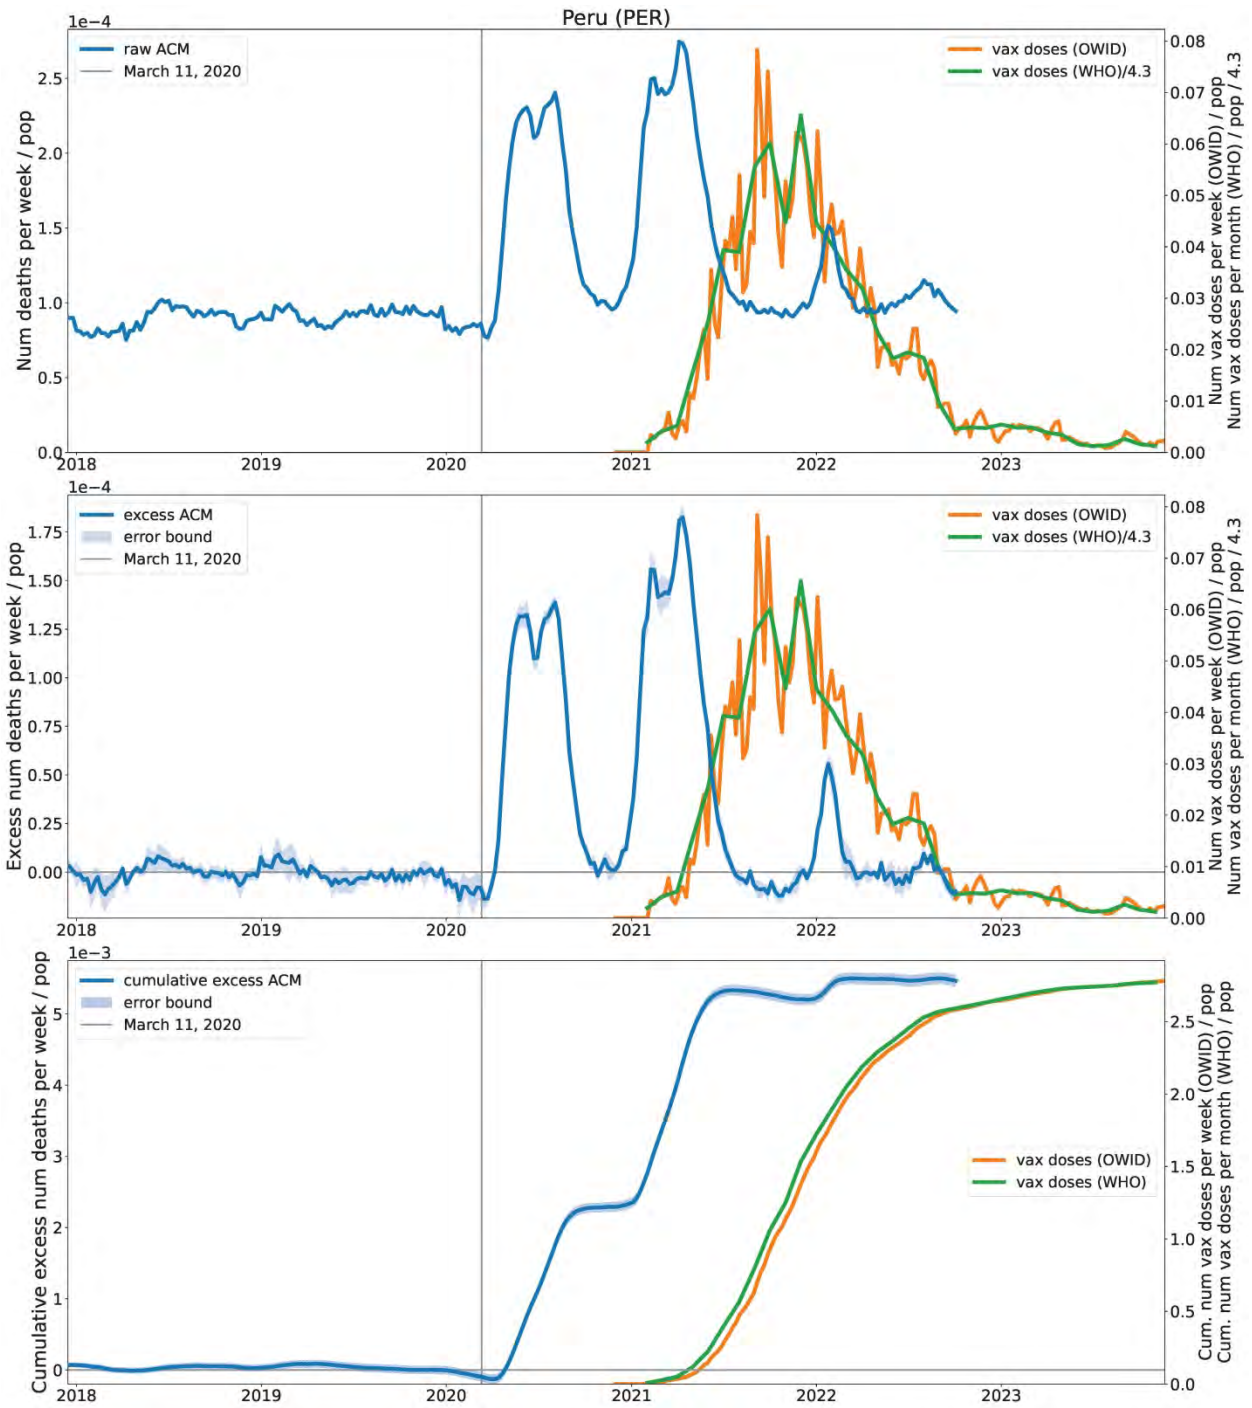 Peru (PER)
1e−4
raw ACM
March 11, 2020
vax doses (OWID)
vax doses (WHO)/4.3
Num deaths per week / pop
2.5
2.0
1.5
1.0
0.5
0.0
0.08
0.07
0.06
0.05
0.04
0.03
0.02
0.01
0.00
Num vax doses per week (OWID) / pop
Num vax doses per month (WHO) / pop / 4.3
2018 2019 2020 2021 2022 2023
1e−4
excess ACM
error bound
March 11, 2020
vax doses (OWID)
vax doses (WHO)/4.3
Excess num deaths per week / pop
1.75
1.50
1.25
1.00
0.75
0.50
0.25
0.00
0.08
0.07
0.06
0.05
0.04
0.03
0.02
0.01
0.00
Num vax doses per week (OWID) / pop
Num vax doses per month (WHO) / pop / 4.3
2018 2019 2020 2021 2022 2023
1e−3
cumulative excess ACM
error bound
March 11, 2020
vax doses (OWID)
vax doses (WHO)
Cumulative excess num deaths per week / pop
5
4
3
2
1
0
2.5
2.0
1.5
1.0
0.5
0.0
Cum. num vax doses per week (OWID) / pop
Cum. num vax doses per month (WHO) / pop
2018 2019 2020 2021 2022 2023